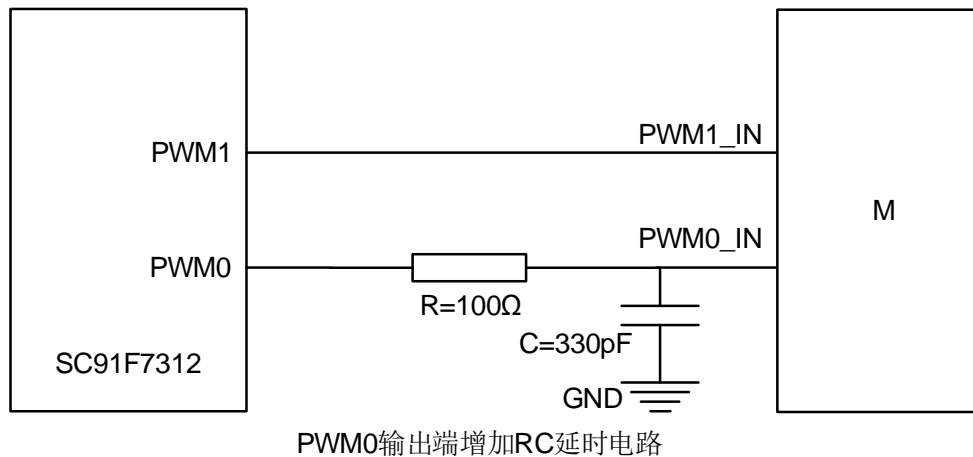 PWM1
PWM1_IN
M
PWM0
PWM0_IN
R=100Ω
C=330pF
SC91F7312
GND
PWM0输出端增加RC延时电路